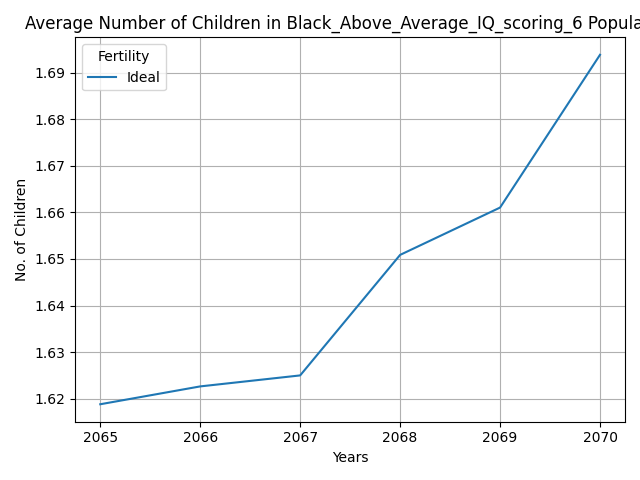 Average Number of Children in Black_Above_Average_IQ_scoring_6 Popula
Fertility
Ideal
1.69
1.68
1.67
1.66
1.65
1.64
1.63
1.62
No. of Children
2065 2066 2067 2068 2069 2070
Years